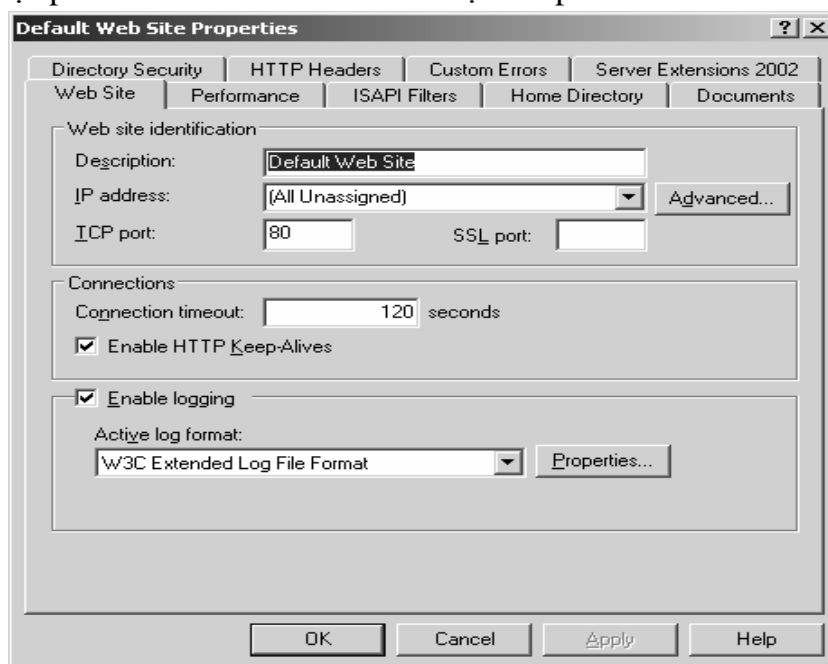 Default Web Site Properties
Directory Security HTTP Headers Custom Errors Server Extensions 2002
Web Site Performance ISAPI Filters Home Directory Documents
Web site identification
Description: Default Web Site
IP address: (All Unassigned) Advanced...
TCP port: 80 SSL port:
Connections
Connection timeout: 120 seconds
Enable HTTP Keep-Alives
Enable logging
Active log format:
W3C Extended Log File Format Properties...
OK Cancel Apply Help